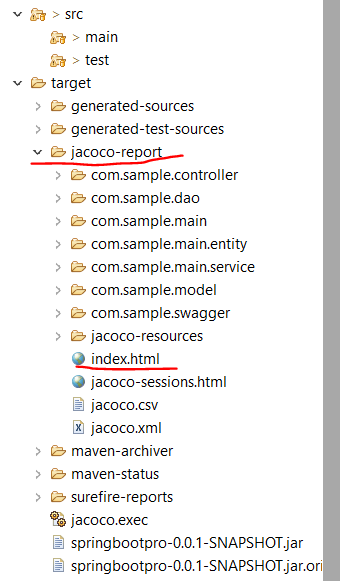 > src
> main
> test
target
generated-sources
generated-test-sources
jacoco-report
com.sample.controller
com.sample.dao
com.sample.main
com.sample.main.entity
com.sample.main.service
com.sample.model
com.sample.swagger
jacoco-resources
index.html
jacoco-sessions.html
jacoco.csv
jacoco.xml
maven-archiver
maven-status
surefire-reports
jacoco.exec
springbootpro-0.0.1-SNAPSHOT.jar
springbootpro-0.0.1-SNAPSHOT.jar.ori